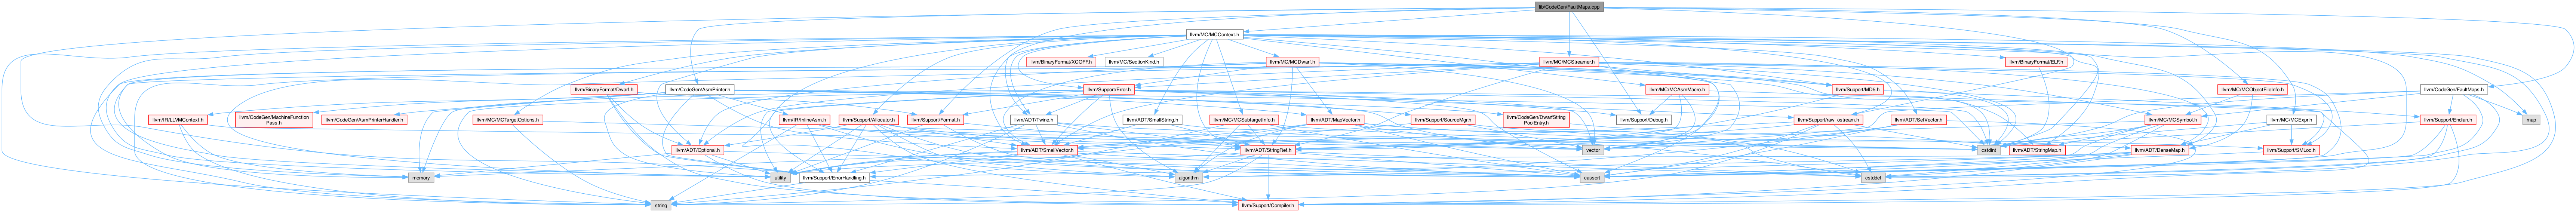 lib/CodeGen/FaultMaps.cpp
llvm/MC/MCContext.h
llvm/BinaryFormat/XCOFF.h
llvm/MC/SectionKind.h
llvm/MC/MCDwarf.h
llvm/MC/MCStreamer.h
llvm/BinaryFormat/ELF.h
llvm/BinaryFormat/Dwarf.h
llvm/CodeGen/AsmPrinter.h
llvm/Support/Error.h
llvm/MC/MCAsmMacro.h
llvm/Support/MD5.h
llvm/MC/MCObjectFileInfo.h
llvm/CodeGen/FaultMaps.h
llvm/IR/LLVMContext.h
llvm/CodeGen/MachineFunction
Pass.h
llvm/CodeGen/AsmPrinterHandler.h
llvm/MC/MCTargetOptions.h
llvm/IR/InlineAsm.h
llvm/Support/Allocator.h
llvm/Support/Format.h
llvm/ADT/Twine.h
llvm/ADT/SmallString.h
llvm/MC/MCSubtargetInfo.h
llvm/ADT/MapVector.h
llvm/Support/SourceMgr.h
llvm/CodeGen/DwarfString
PoolEntry.h
llvm/Support/Debug.h
llvm/Support/raw_ostream.h
llvm/ADT/SetVector.h
llvm/MC/MCSymbol.h
llvm/MC/MCExpr.h
llvm/Support/Endian.h
map
llvm/ADT/Optional.h
llvm/ADT/SmallVector.h
llvm/ADT/StringRef.h
vector
cstdint
llvm/ADT/StringMap.h
llvm/ADT/DenseMap.h
llvm/Support/SMLoc.h
memory
utility
llvm/Support/ErrorHandling.h
algorithm
cassert
cstddef
string
llvm/Support/Compiler.h